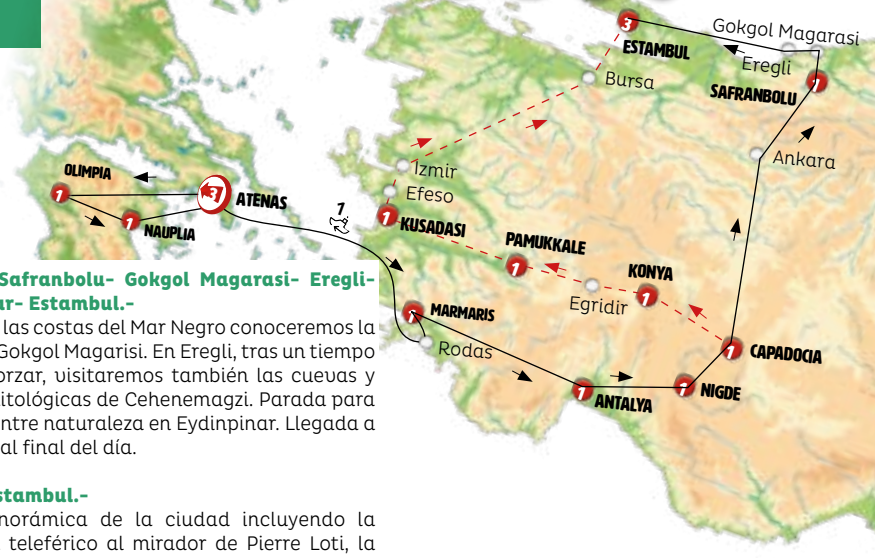 3
ESTAMBUL
Gokgol Magarasi
Eregli
1
SAFRANBOLU
Bursa
Ankara
Izmir
Efeso
1
KUSADASI
OLIMPIA
1
3
ATENAS
1
NAUPLIA
1
PAMUKKALE
1
KONYA
1
Egridir
1
MARMARIS
Rodas
1
CAPADOCIA
1
ANTALYA
1
NIGDE
Safranbolu- Gokgol Magarasi- Eregli-
ar- Estambul.-
las costas del Mar Negro conoceremos la
Gokgol Magarisi. En Eregli, tras un tiempo
orzar, visitaremos también las cuevas y
itológicas de Cehenemagzi. Parada para
entre naturaleza en Eydinpinar. Llegada a
al final del día.
stambul.-
norámica de la ciudad incluyendo la
teleférico al mirador de Pierre Loti, la